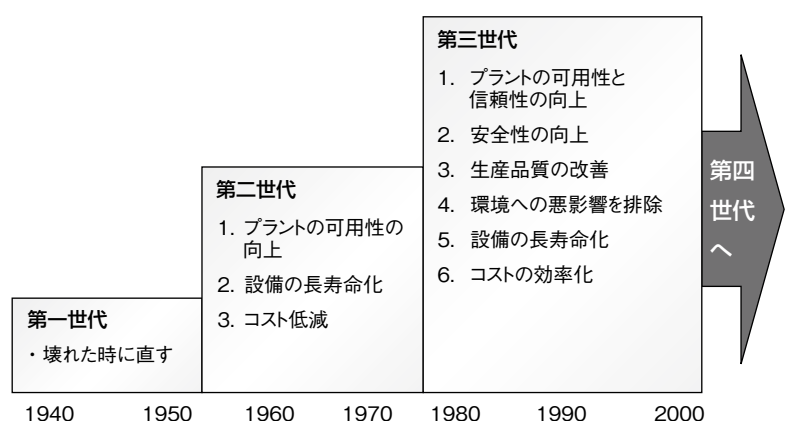 第一世代
・壊れた時に直す
第二世代
1. プラントの可用性の
向上
2. 設備の長寿命化
3. コスト低減
第三世代
1. プラントの可用性と
信頼性の向上
2. 安全性の向上
3. 生産品質の改善
4. 環境への悪影響を排除
5. 設備の長寿命化
6. コストの効率化
第四
世代
へ
1940 1950 1960 1970 1980 1990 2000